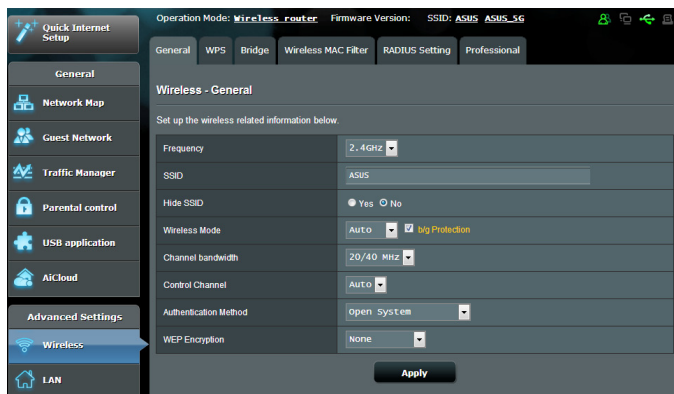 Quick Internet
Setup
Operation Mode: Wireless router Firmware Version: SSID: ASUS ASUS_5G
General WPS Bridge Wireless MAC Filter RADIUS Setting Professional
General
Network Map
Guest Network
Traffic Manager
Parental control
USB application
AiCloud
Advanced Settings
Wireless
LAN
Wireless - General
Set up the wireless related information below.
Frequency 2.4GHz
SSID ASUS
Hide SSID Yes No
Wireless Mode Auto b/g Protection
Channel bandwidth 20/40 MHz
Control Channel Auto
Authentication Method Open System
WEP Encryption None
Apply